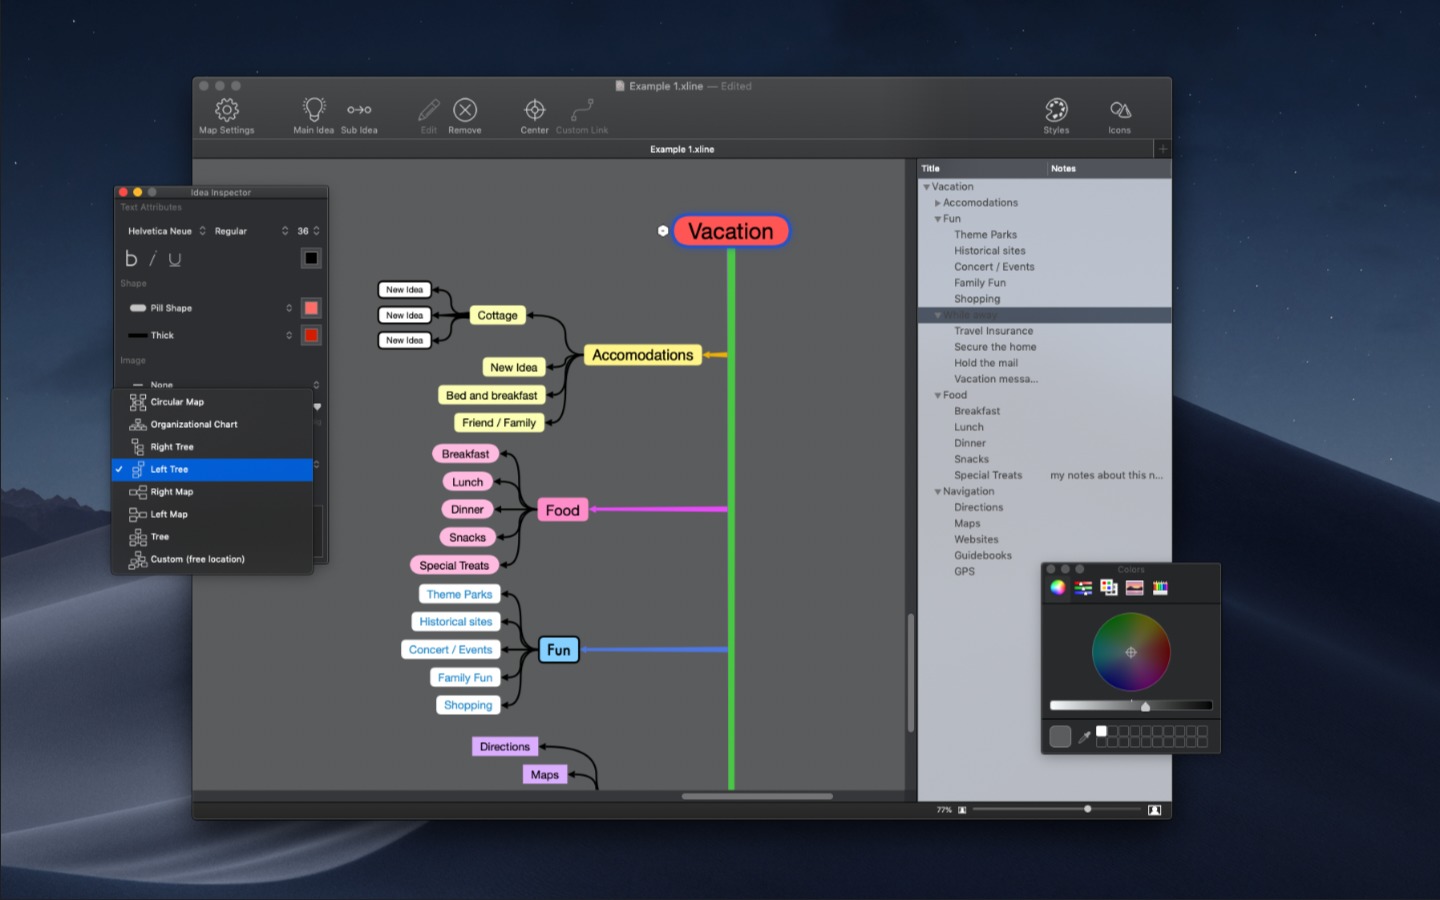 Example 1.xline — Edited
Map Settings
Main Idea
Sub Idea
Edit
Remove
Center
Custom Link
Styles
Icons
Example 1.xline
Idea Inspector
Text Attributes
Helvetica Neue
Regular
36
b i U
Shape
Pill Shape
Thick
Image
None
Circular Map
Organizational Chart
Right Tree
Left Tree
Right Map
Left Map
Tree
Custom (free location)
Vacation
New Idea
New Idea
New Idea
Cottage
Accomodations
New Idea
Bed and breakfast
Friend / Family
Breakfast
Lunch
Dinner
Food
Snacks
Special Treats
Theme Parks
Historical sites
Concert / Events
Fun
Family Fun
Shopping
Directions
Maps
Title
Notes
Vacation
Accomodations
Fun
Theme Parks
Historical sites
Concert / Events
Family Fun
Shopping
While away
Travel Insurance
Secure the home
Hold the mail
Vacation messa...
Food
Breakfast
Lunch
Dinner
Snacks
Special Treats my notes about this n...
Navigation
Directions
Maps
Websites
Guidebooks
GPS
Colors
77%